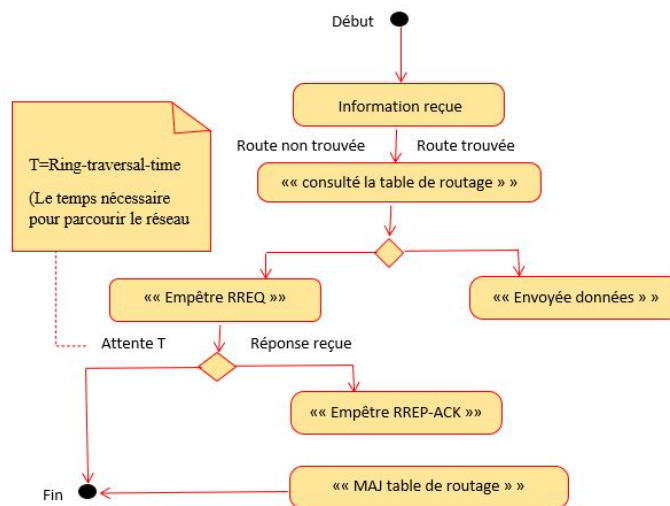 Début
Information reçue
Route non trouvée
Route trouvée
T=Ring-traversal-time
(Le temps nécessaire
pour parcourir le réseau
«« consulté la table de routage » »
«« Empêtre RREQ »»
«« Envoyée données» »
Attente T
Réponse reçue
«« Empêtre RREP-ACK »»
«« MAJ table de routage » »
Fin